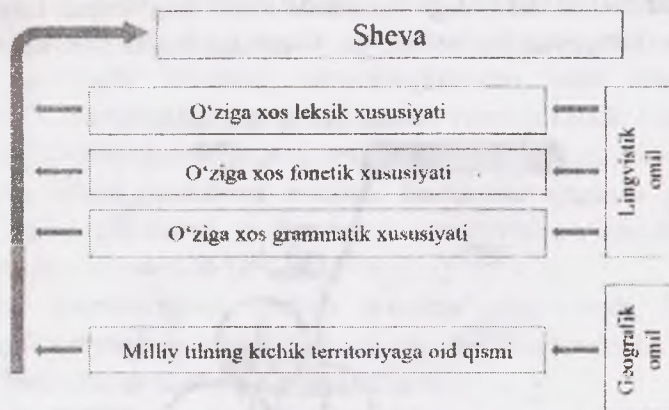 Sheva
O‘ziga xos leksik xususiyati
O‘ziga xos fonetik xususiyati
O‘ziga xos grammatik xususiyati
Lingvistik
omil
Milliy tilning kichik territoriyaga oid qismi
Geografik
omil